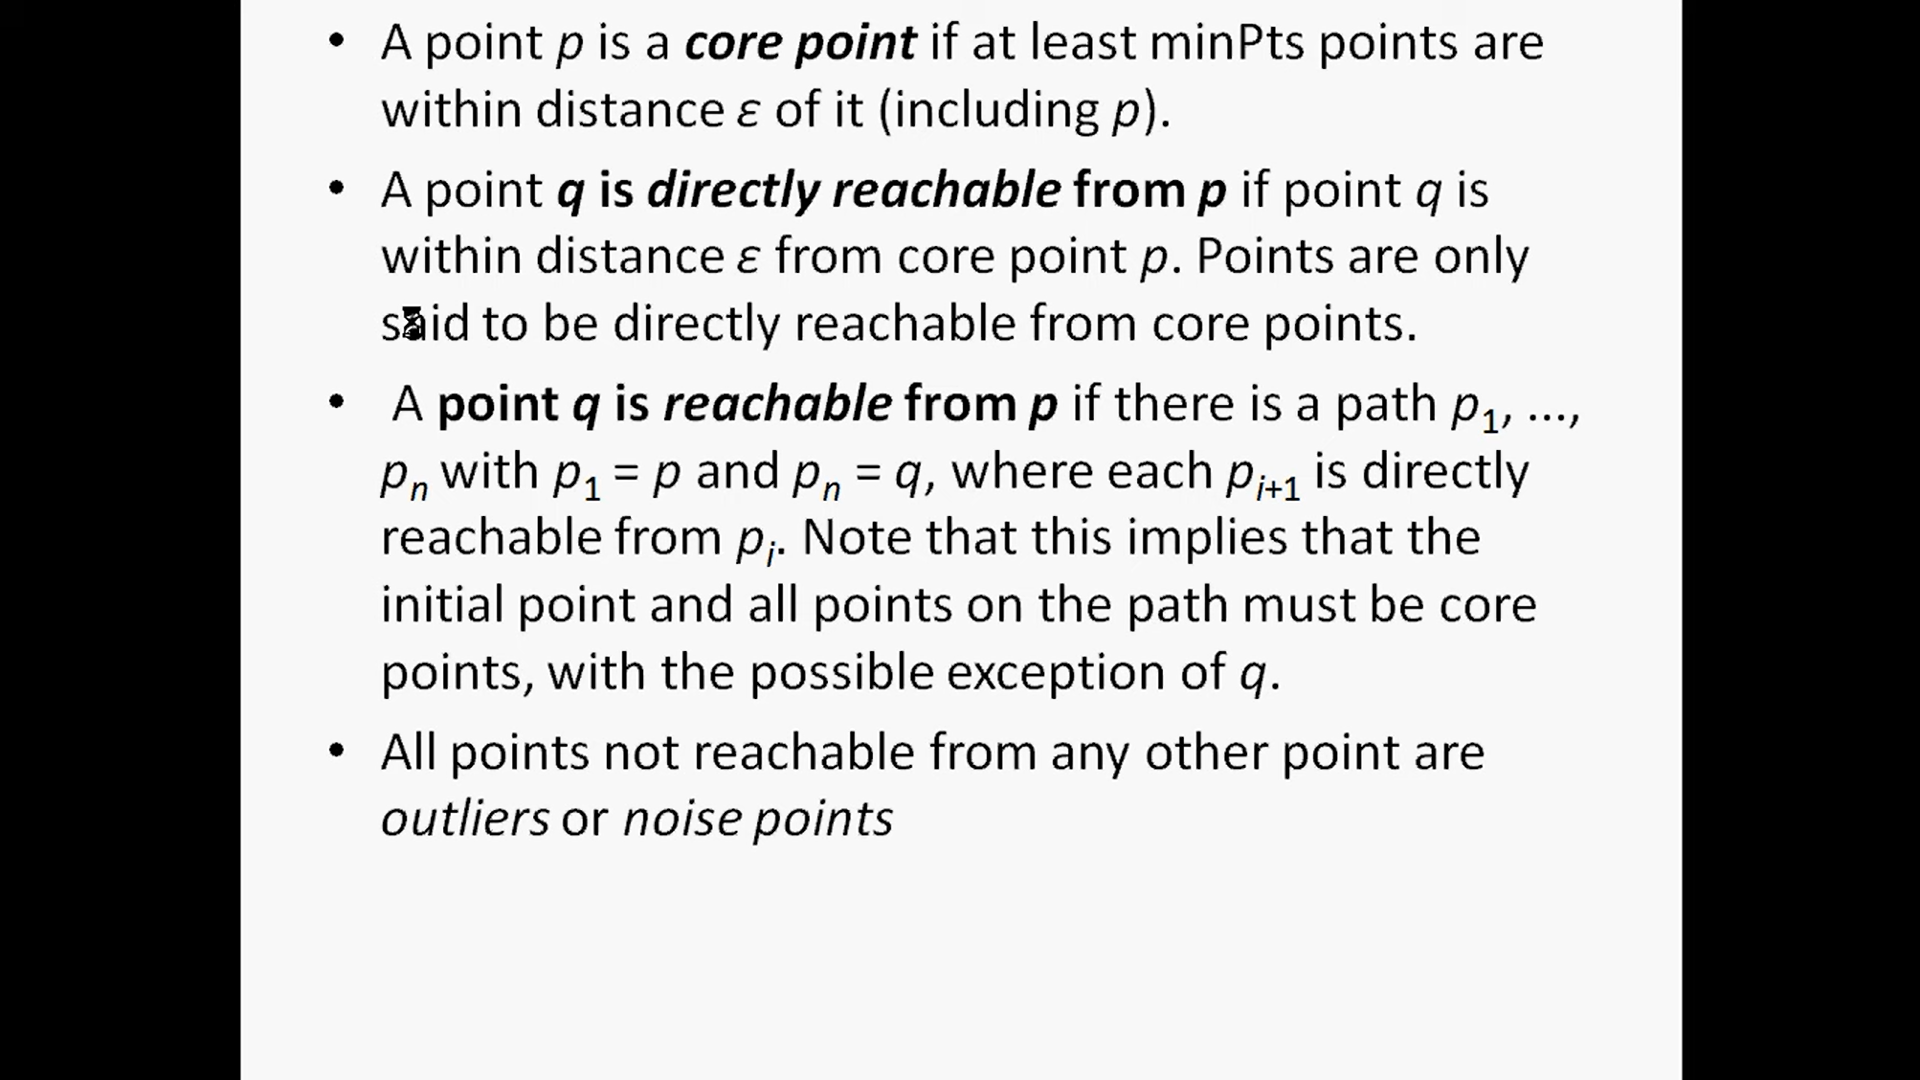 • A point p is a core point if at least minPts points are
within distance ε of it (including p).
• A point q is directly reachable from p if point q is
within distance ε from core point p. Points are only
said to be directly reachable from core points.
• A point q is reachable from p if there is a path p₁, ...,
pₙ with p₁ = p and pₙ = q, where each pᵢ₊₁ is directly
reachable from pᵢ. Note that this implies that the
initial point and all points on the path must be core
points, with the possible exception of q.
• All points not reachable from any other point are
outliers or noise points